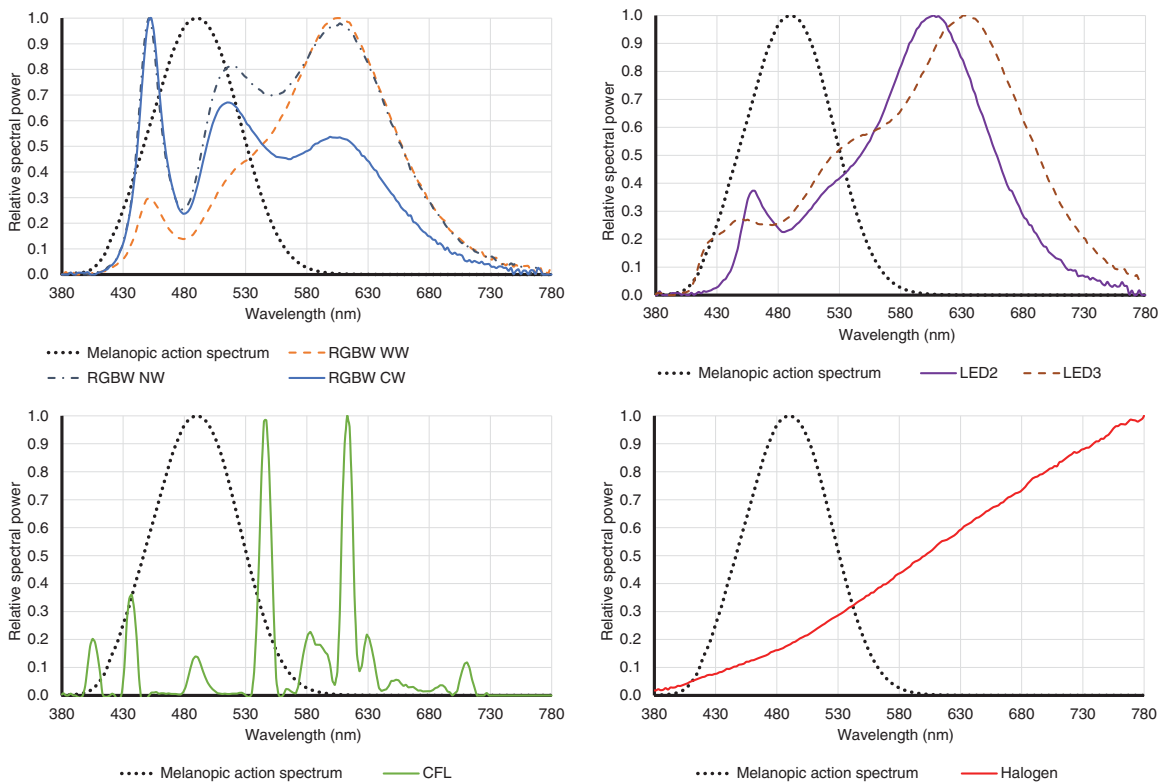 Relative spectral power
1.0
0.9
0.8
0.7
0.6
0.5
0.4
0.3
0.2
0.1
0.0
380 430 480 530 580 630 680 730 780
Wavelength (nm)
Melanopic action spectrum RGBW WW
RGBW NW RGBW CW
Relative spectral power
1.0
0.9
0.8
0.7
0.6
0.5
0.4
0.3
0.2
0.1
0.0
380 430 480 530 580 630 680 730 780
Wavelength (nm)
Melanopic action spectrum LED2 LED3
Relative spectral power
1.0
0.9
0.8
0.7
0.6
0.5
0.4
0.3
0.2
0.1
0.0
380 430 480 530 580 630 680 730 780
Wavelength (nm)
Melanopic action spectrum CFL
Relative spectral power
1.0
0.9
0.8
0.7
0.6
0.5
0.4
0.3
0.2
0.1
0.0
380 430 480 530 580 630 680 730 780
Wavelength (nm)
Melanopic action spectrum Halogen